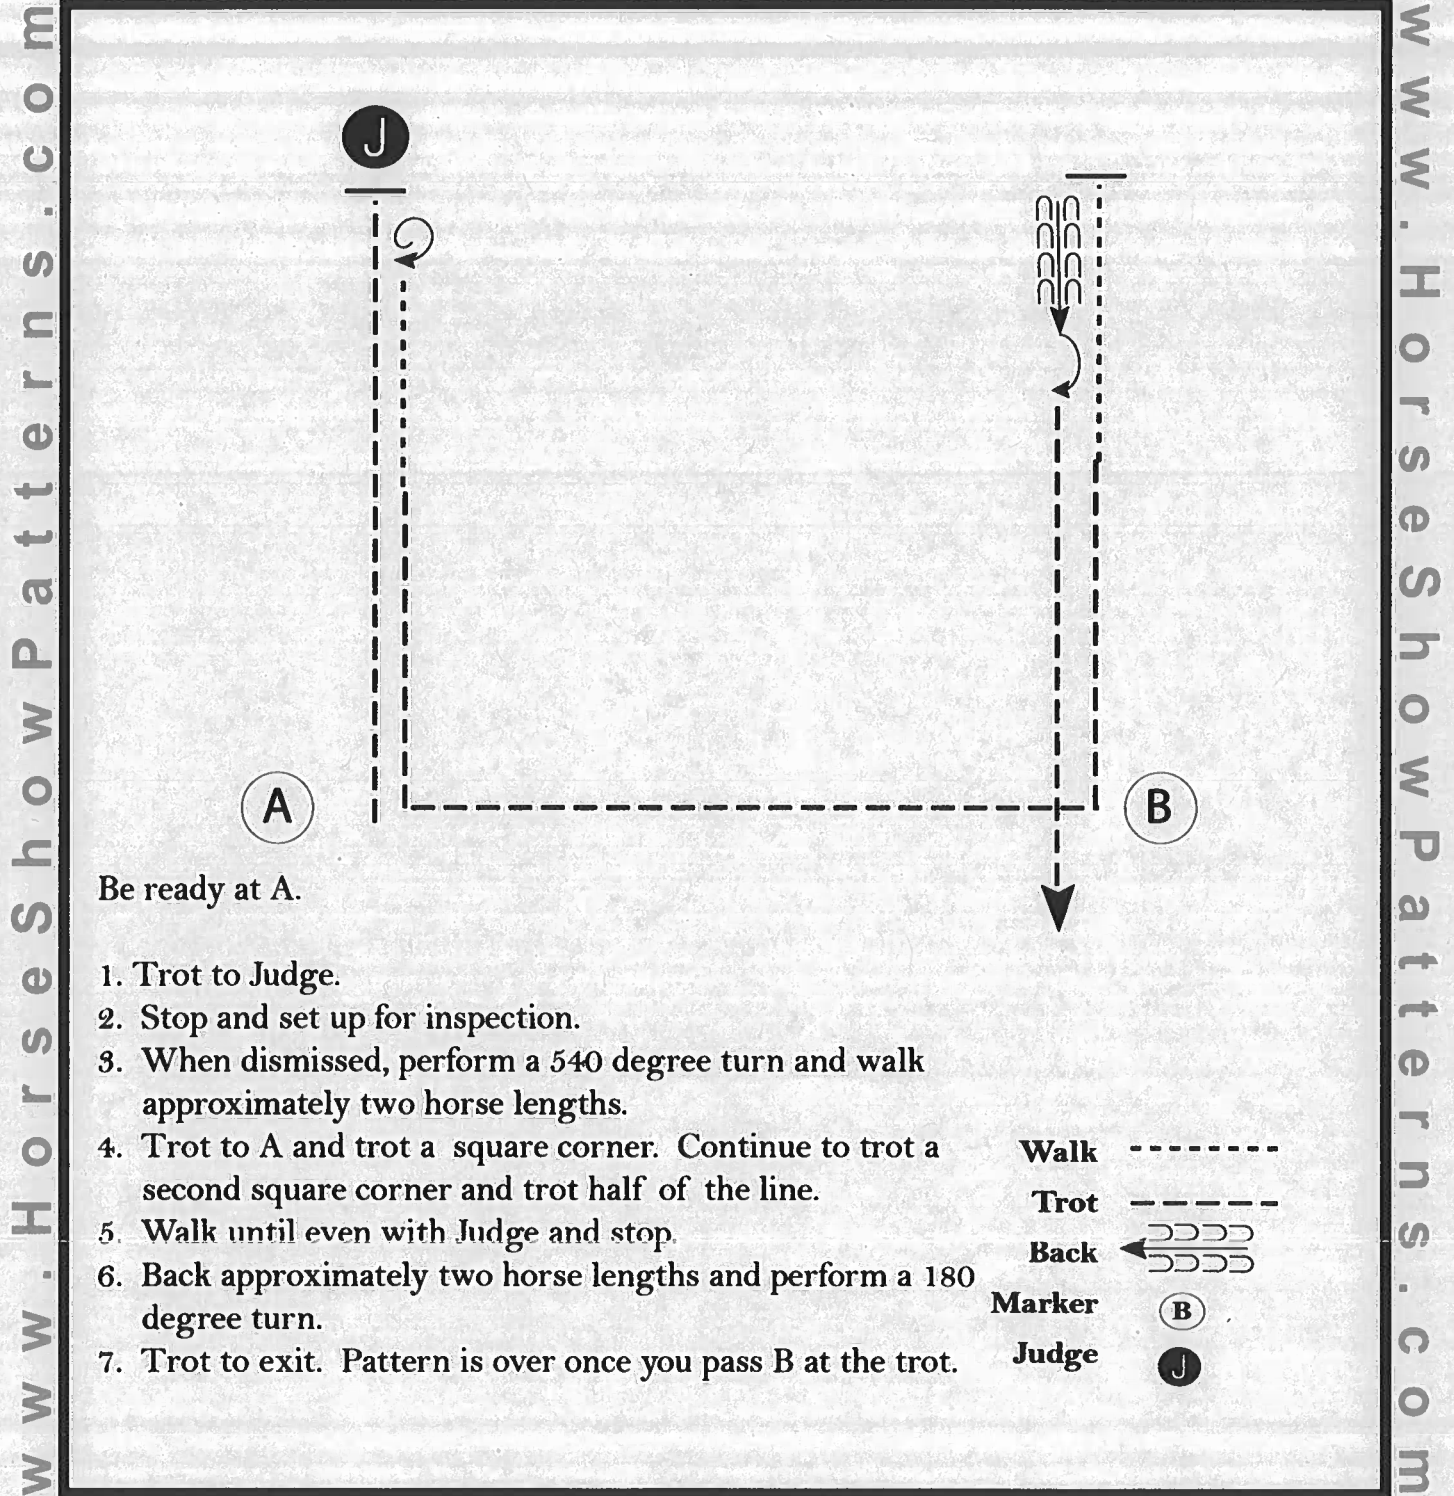 www.HorseShowPatterns.com
www.HorseShowPatterns.com
J
A
B
Be ready at A.
1. Trot to Judge.
2. Stop and set up for inspection.
3. When dismissed, perform a 540 degree turn and walk
approximately two horse lengths.
4. Trot to A and trot a square corner. Continue to trot a
second square corner and trot half of the line.
5. Walk until even with Judge and stop.
6. Back approximately two horse lengths and perform a 180
degree turn.
7. Trot to exit. Pattern is over once you pass B at the trot.
Walk
Trot
Back
Marker B
Judge J